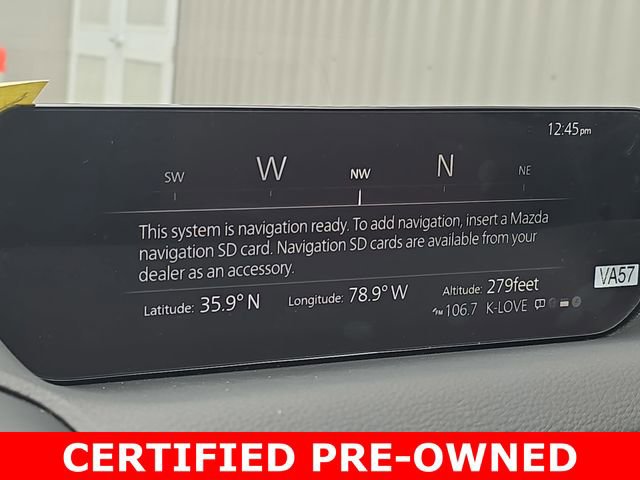 12:45pm
SW W NW N NE
This system is navigation ready. To add navigation, insert a Mazda
navigation SD card. Navigation SD cards are available from your
dealer as an accessory.
Latitude: 35.9° N Longitude: 78.9° W Altitude: 279feet
FM 106.7 K-LOVE
VA57
CERTIFIED PRE-OWNED